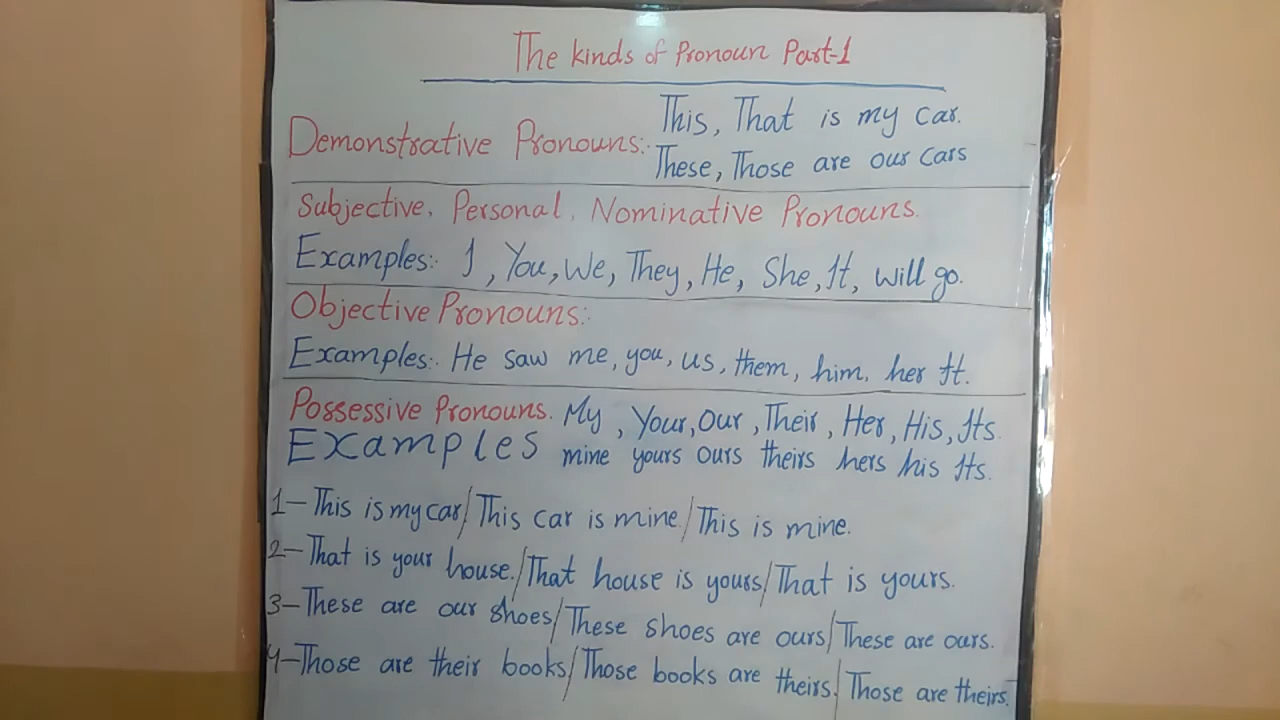 The kinds of Pronoun Part-1
Demonstrative Pronouns:. This, That is my car.
These, Those are our cars
Subjective, Personal, Nominative Pronouns.
Examples:. I, You, We, They, He, She, It, will go.
Objective Pronouns:.
Examples:. He saw me, you, us, them, him, her It.
Possessive Pronouns. My, Your, Our, Their, Her, His, Its.
Examples mine yours ours theirs hers his Its.
1- This is my car/This car is mine./This is mine.
2- That is your house./That house is yours/That is yours.
3- These are our shoes/These shoes are ours/These are ours.
4- Those are their books/Those books are theirs./Those are theirs.